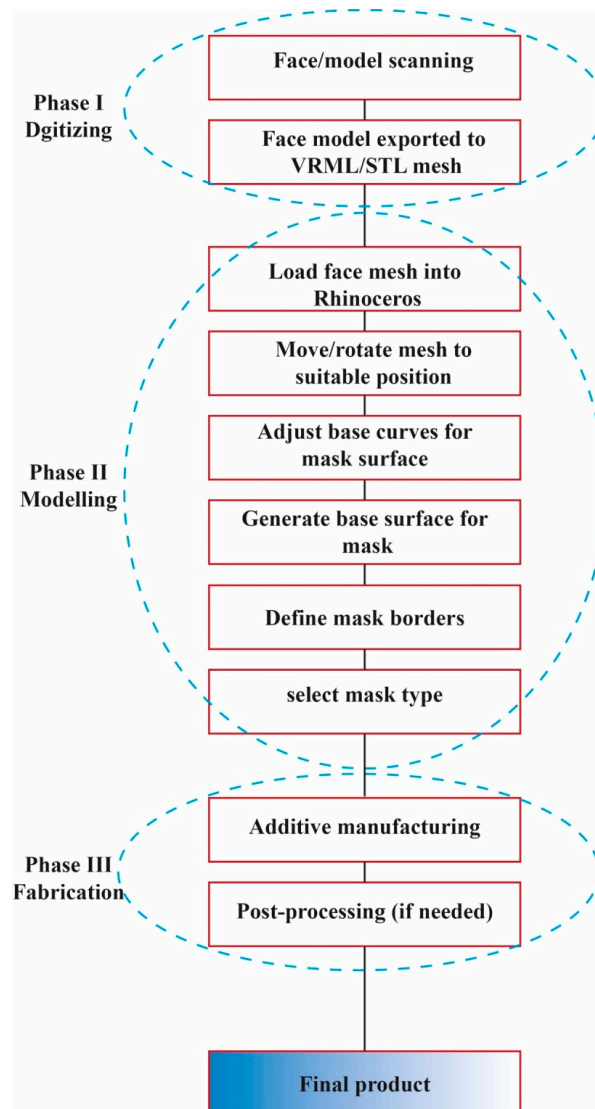 Face/model scanning
Phase I
Dgitizing
Face model exported to
VRML/STL mesh
Load face mesh into
Rhinoceros
Move/rotate mesh to
suitable position
Adjust base curves for
mask surface
Phase II
Modelling
Generate base surface for
mask
Define mask borders
select mask type
Additive manufacturing
Phase III
Fabrication
Post-processing (if needed)
Final product